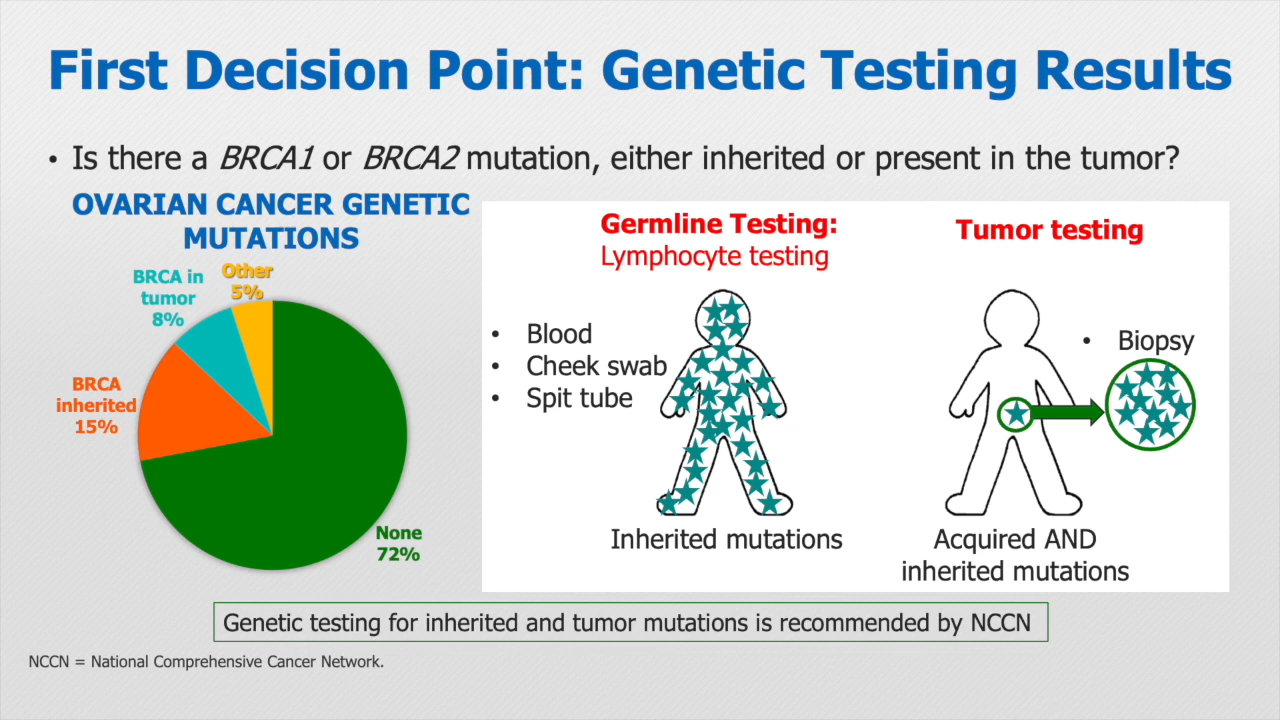 First Decision Point: Genetic Testing Results
• Is there a BRCA1 or BRCA2 mutation, either inherited or present in the tumor?
OVARIAN CANCER GENETIC
MUTATIONS
BRCA in
tumor
8%
Other
5%
BRCA
inherited
15%
None
72%
Germline Testing:
Lymphocyte testing
• Blood
• Cheek swab
• Spit tube
Inherited mutations
Tumor testing
• Biopsy
Acquired AND
inherited mutations
Genetic testing for inherited and tumor mutations is recommended by NCCN
NCCN = National Comprehensive Cancer Network.